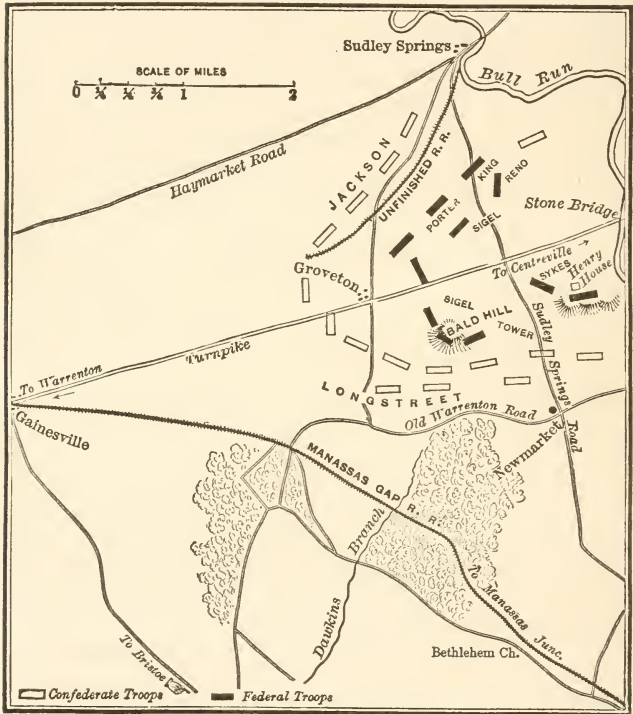 Sudley Springs
Bull Run
SCALE OF MILES
0 ¼ ½ ¾ 1 2
Haymarket Road
JACKSON
UNFINISHED R.R.
KING
RENO
PORTER
SIGEL
Stone Bridge
To Centreville
Groveton
SYKES
Henry House
SIGEL
BALD HILL
TOWER
Sudley Springs Road
Turnpike
To Warrenton
LONGSTREET
Old Warrenton Road
Gainesville
Newmarket
MANASSAS GAP R.R.
Dawkins Branch
To Manassas Junc.
Bethlehem Ch.
To Bristoe
Confederate Troops
Federal Troops